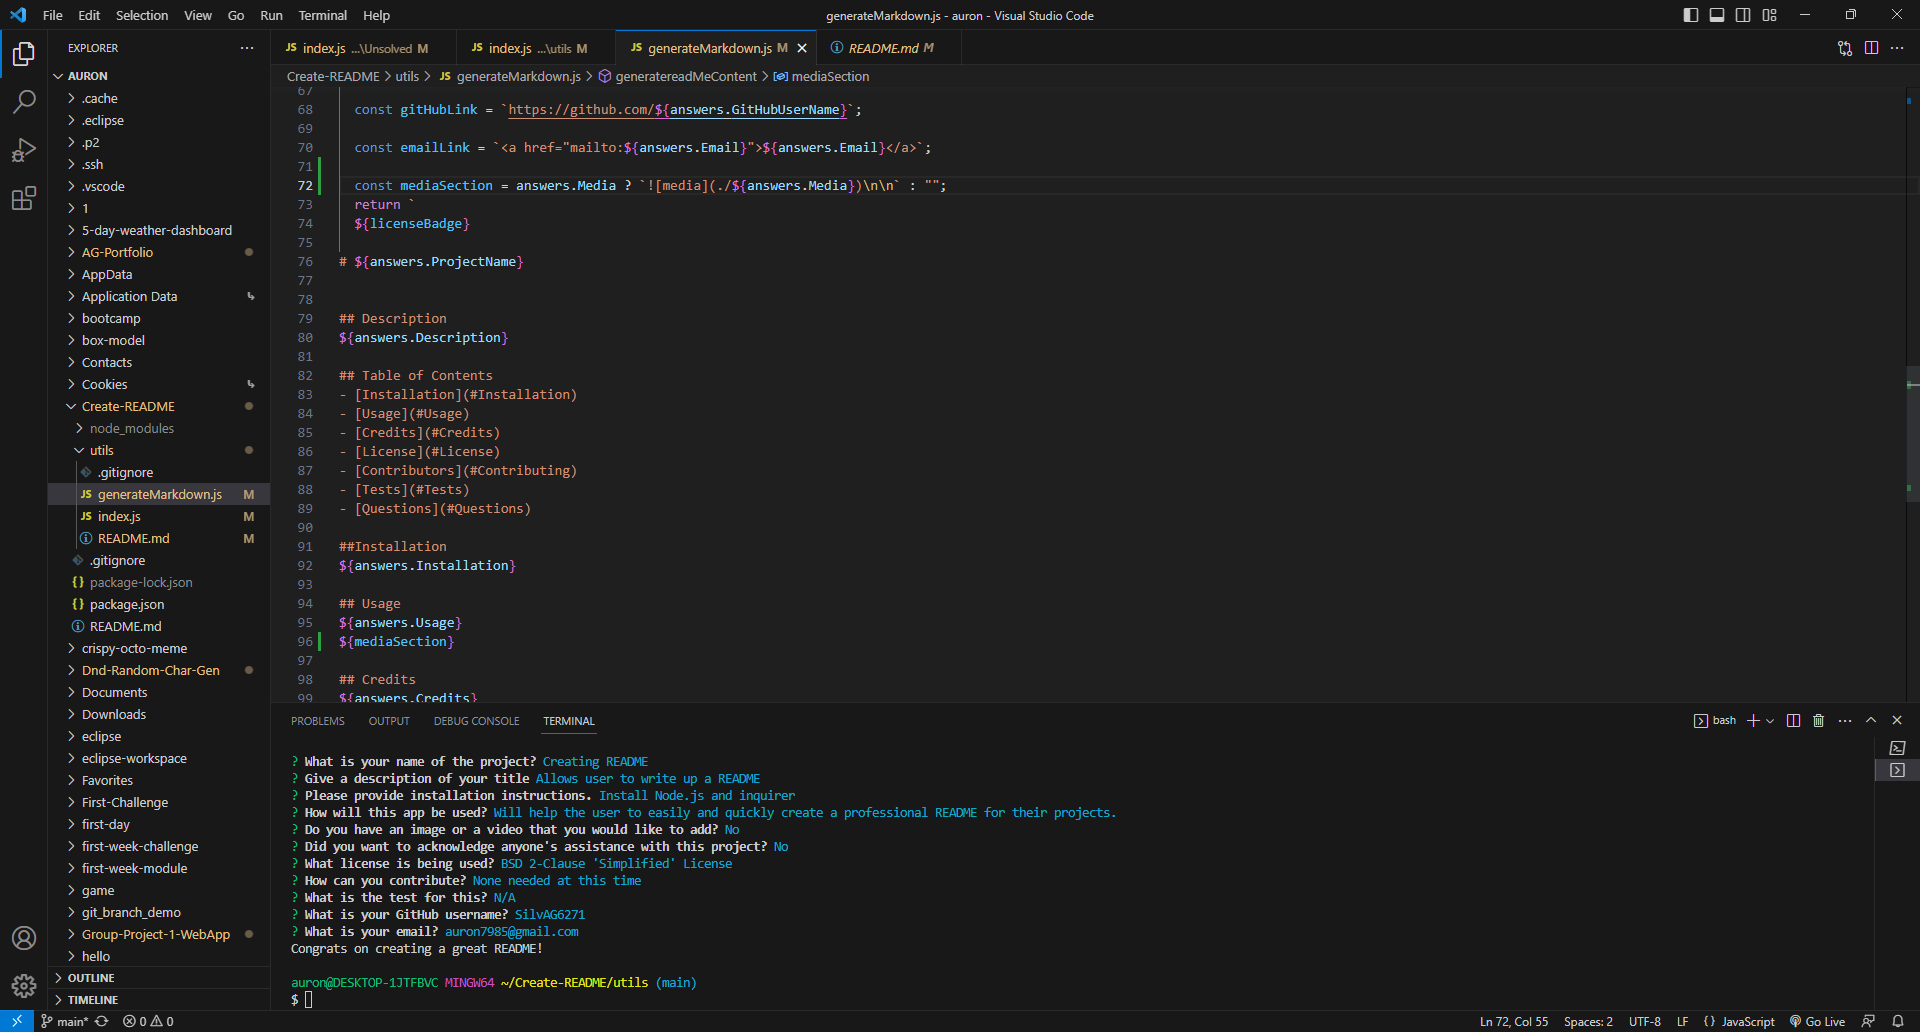 File Edit Selection View Go Run Terminal Help
generateMarkdown.js - auron - Visual Studio Code
EXPLORER
JS index.js ...\Unsolved M
JS index.js ...\utils M
JS generateMarkdown.js M
README.md M
Create-README > utils > JS generateMarkdown.js > generatereadMeContent > mediaSection
AURON
.cache
.eclipse
.p2
.ssh
.vscode
1
5-day-weather-dashboard
AG-Portfolio
AppData
Application Data
bootcamp
box-model
Contacts
Cookies
Create-README
node_modules
utils
.gitignore
JS generateMarkdown.js M
JS index.js M
README.md M
.gitignore
{} package-lock.json
{} package.json
README.md
crispy-octo-meme
Dnd-Random-Char-Gen
Documents
Downloads
eclipse
eclipse-workspace
Favorites
First-Challenge
first-day
first-week-challenge
first-week-module
game
git_branch_demo
Group-Project-1-WebApp
hello
OUTLINE
TIMELINE
67
68 const gitHubLink = `https://github.com/${answers.GitHubUserName}`;
69
70 const emailLink = `<a href="mailto:${answers.Email}">${answers.Email}</a>`;
71
72 const mediaSection = answers.Media ? `![media](./${answers.Media})\n\n` : "";
73 return `
74 ${licenseBadge}
75
76 # ${answers.ProjectName}
77
78
79 ## Description
80 ${answers.Description}
81
82 ## Table of Contents
83 - [Installation](#Installation)
84 - [Usage](#Usage)
85 - [Credits](#Credits)
86 - [License](#License)
87 - [Contributors](#Contributing)
88 - [Tests](#Tests)
89 - [Questions](#Questions)
90
91 ##Installation
92 ${answers.Installation}
93
94 ## Usage
95 ${answers.Usage}
96 ${mediaSection}
97
98 ## Credits
99 ${answers.Credits}
PROBLEMS OUTPUT DEBUG CONSOLE TERMINAL
bash
? What is your name of the project? Creating README
? Give a description of your title Allows user to write up a README
? Please provide installation instructions. Install Node.js and inquirer
? How will this app be used? Will help the user to easily and quickly create a professional README for their projects.
? Do you have an image or a video that you would like to add? No
? Did you want to acknowledge anyone's assistance with this project? No
? What license is being used? BSD 2-Clause 'Simplified' License
? How can you contribute? None needed at this time
? What is the test for this? N/A
? What is your GitHub username? SilvAG6271
? What is your email? auron7985@gmail.com
Congrats on creating a great README!
auron@DESKTOP-1JTFBVC MINGW64 ~/Create-README/utils (main)
$
main* 0 0
Ln 72, Col 55 Spaces: 2 UTF-8 LF {} JavaScript Go Live